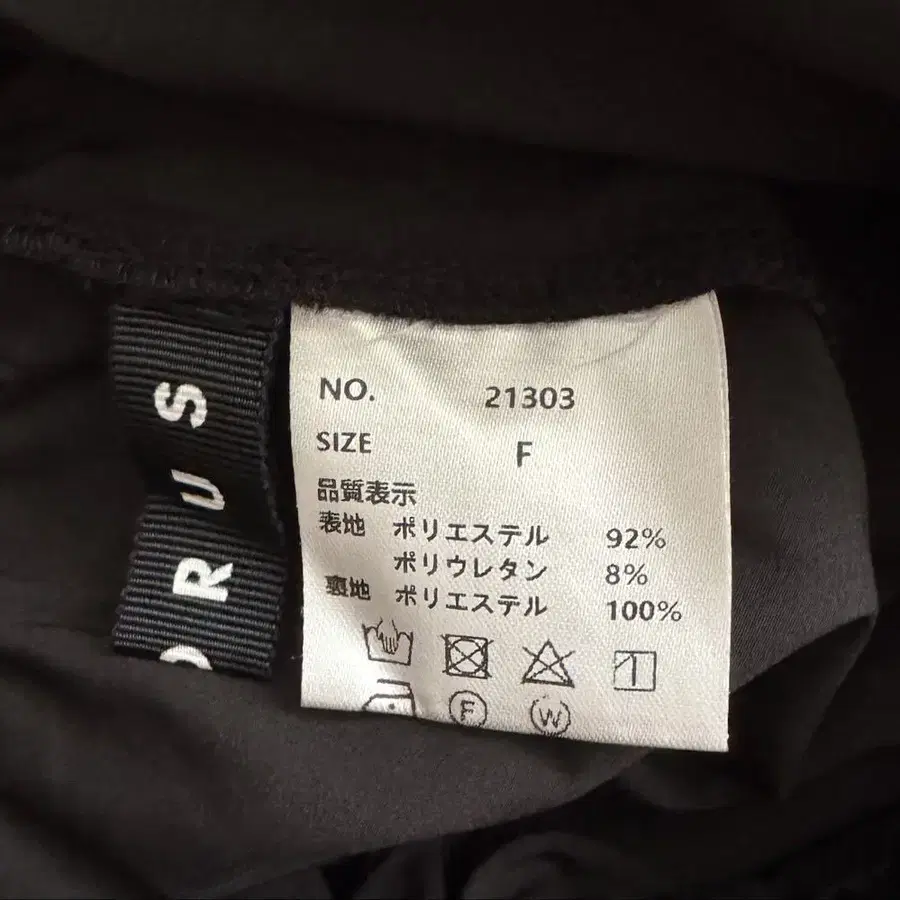 NO. 21303
SIZE F
品質表示
表地 ポリエステル 92%
ポリウレタン 8%
裏地 ポリエステル 100%
F W
RUS